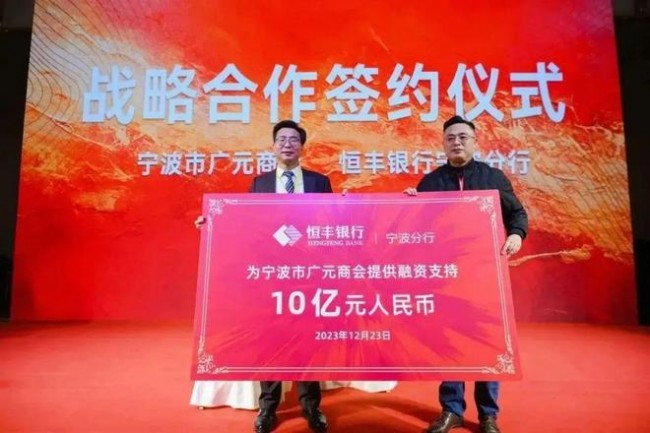 战略合作签约仪式
宁波市广元商 恒丰银行宁波分行
恒丰银行 宁波分行
HENGFENG BANK
为宁波市广元商会提供融资支持
10亿元人民币
2023年12月23日